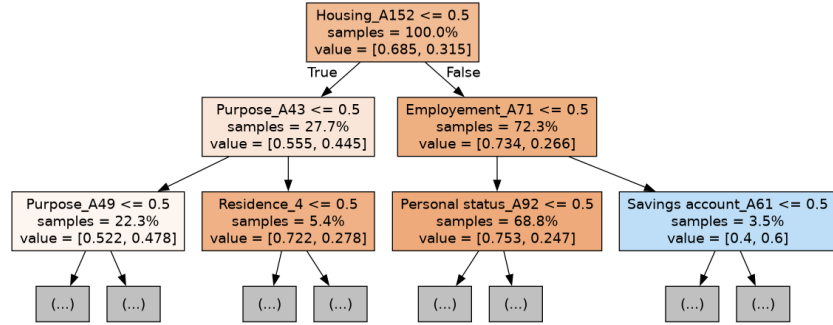 Housing_A152 <= 0.5
samples = 100.0%
value = [0.685, 0.315]
True
False
Purpose_A43 <= 0.5
samples = 27.7%
value = [0.555, 0.445]
Employement_A71 <= 0.5
samples = 72.3%
value = [0.734, 0.266]
Purpose_A49 <= 0.5
samples = 22.3%
value = [0.522, 0.478]
Residence_4 <= 0.5
samples = 5.4%
value = [0.722, 0.278]
Personal status_A92 <= 0.5
samples = 68.8%
value = [0.753, 0.247]
Savings account_A61 <= 0.5
samples = 3.5%
value = [0.4, 0.6]
(...)
(...)
(...)
(...)
(...)
(...)
(...)
(...)